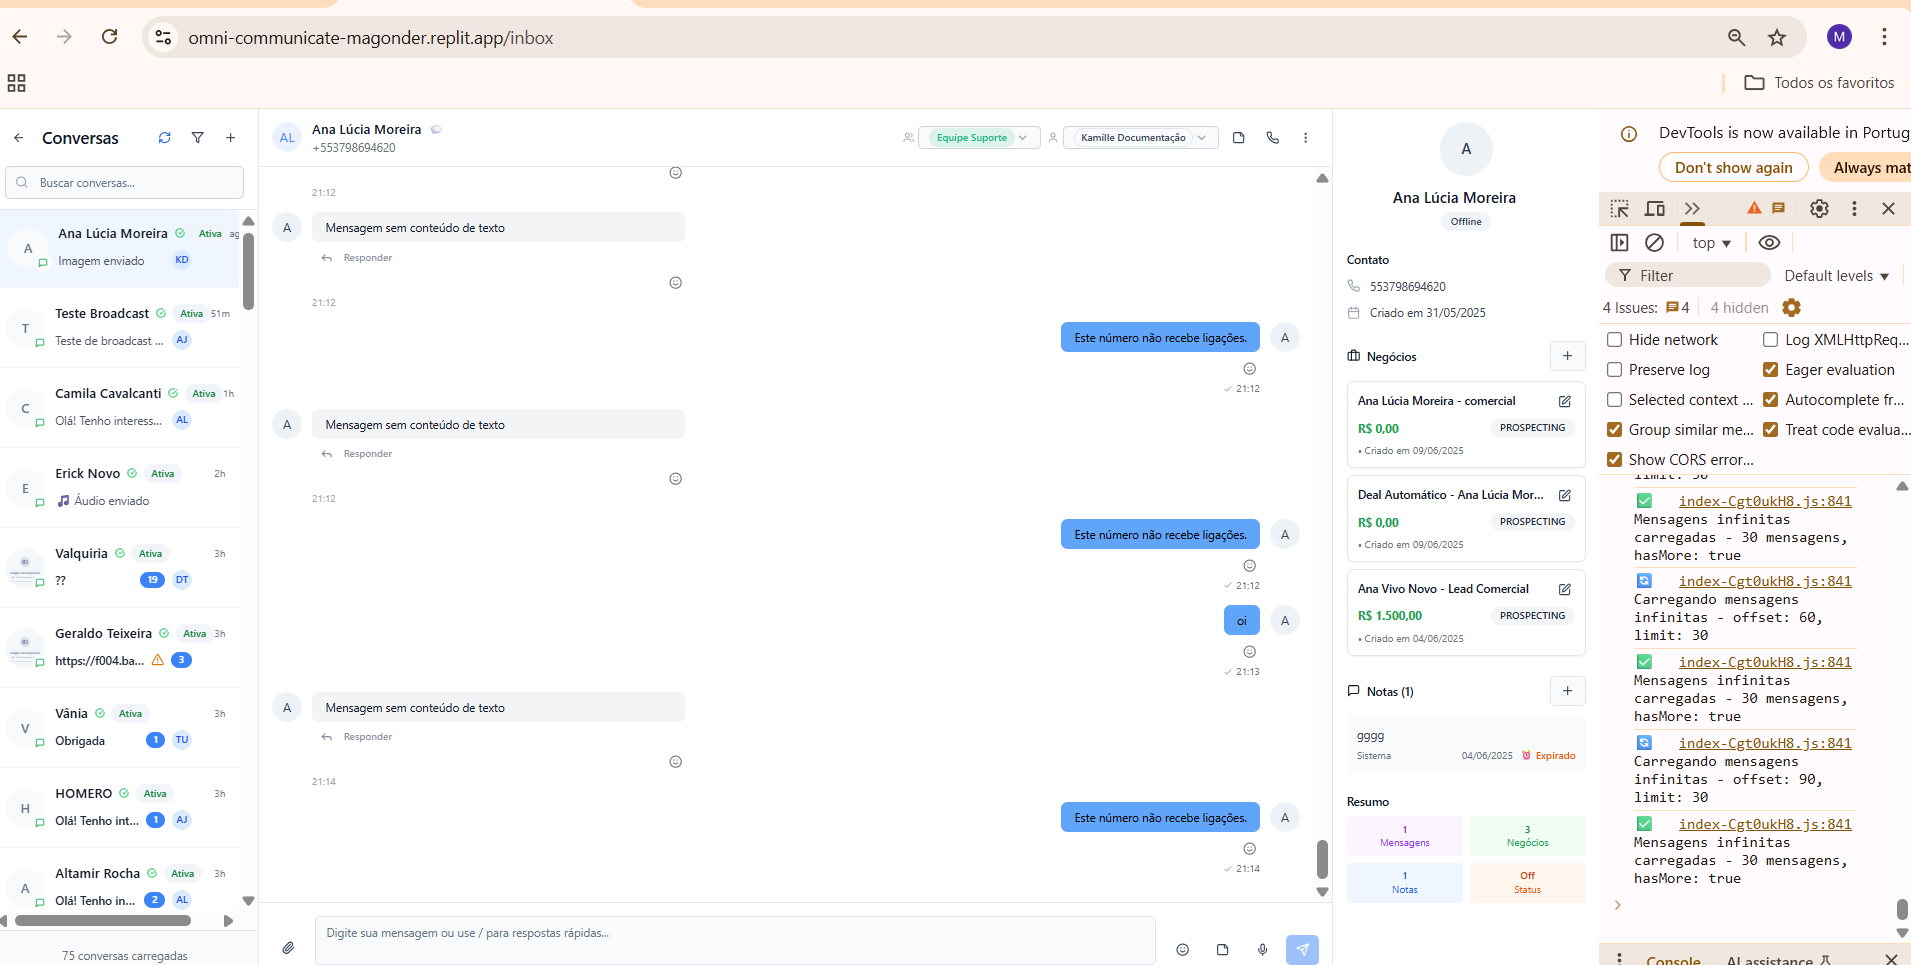 omni-communicate-magonder.replit.app/inbox
M
Todos os favoritos
Conversas
Buscar conversas...
A
Ana Lúcia Moreira
Ativa
Imagem enviado
KD
T
Teste Broadcast
Ativa
51m
Teste de broadcast ...
AJ
C
Camila Cavalcanti
Ativa
1h
Olá! Tenho interess...
AL
E
Erick Novo
Ativa
2h
Áudio enviado
Valquiria
Ativa
3h
??
19
DT
Geraldo Teixeira
Ativa
3h
https://f004.ba...
3
V
Vânia
Ativa
3h
Obrigada
1
TU
H
HOMERO
Ativa
3h
Olá! Tenho int...
1
AJ
A
Altamir Rocha
Ativa
3h
Olá! Tenho in...
2
AL
75 conversas carregadas
AL
Ana Lúcia Moreira
+553798694620
Equipe Suporte
Kamille Documentação
21:12
A
Mensagem sem conteúdo de texto
Responder
21:12
Este número não recebe ligações.
A
21:12
A
Mensagem sem conteúdo de texto
Responder
21:12
Este número não recebe ligações.
A
21:12
oi
A
21:13
A
Mensagem sem conteúdo de texto
Responder
21:14
Este número não recebe ligações.
A
21:14
Digite sua mensagem ou use / para respostas rápidas...
A
Ana Lúcia Moreira
Offline
Contato
553798694620
Criado em 31/05/2025
Negócios
Ana Lúcia Moreira - comercial
R$ 0,00
PROSPECTING
• Criado em 09/06/2025
Deal Automático - Ana Lúcia Mor...
R$ 0,00
PROSPECTING
• Criado em 09/06/2025
Ana Vivo Novo - Lead Comercial
R$ 1.500,00
PROSPECTING
• Criado em 04/06/2025
Notas (1)
gggg
Sistema
04/06/2025
Expirado
Resumo
1
Mensagens
3
Negócios
1
Notas
Off
Status
DevTools is now available in Portug
Don't show again
Always mat
top
Filter
Default levels
4 Issues:
4
4 hidden
Hide network
Log XMLHttpReq...
Preserve log
Eager evaluation
Selected context ...
Autocomplete fr...
Group similar me...
Treat code evalua...
Show CORS error...
limit: 30
index-Cgt0ukH8.js:841
Mensagens infinitas
carregadas - 30 mensagens,
hasMore: true
index-Cgt0ukH8.js:841
Carregando mensagens
infinitas - offset: 60,
limit: 30
index-Cgt0ukH8.js:841
Mensagens infinitas
carregadas - 30 mensagens,
hasMore: true
index-Cgt0ukH8.js:841
Carregando mensagens
infinitas - offset: 90,
limit: 30
index-Cgt0ukH8.js:841
Mensagens infinitas
carregadas - 30 mensagens,
hasMore: true
Console
AI assistance